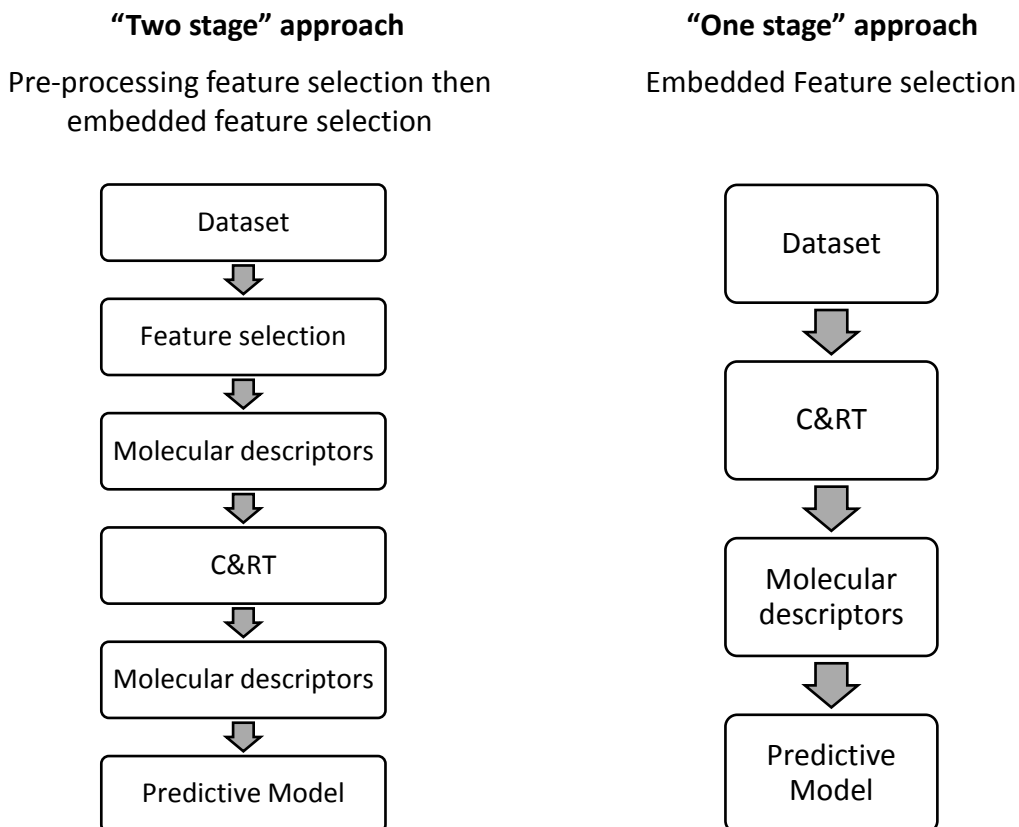 “Two stage” approach
Pre-processing feature selection then
embedded feature selection
Dataset
Feature selection
Molecular descriptors
C&RT
Molecular descriptors
Predictive Model
“One stage” approach
Embedded Feature selection
Dataset
C&RT
Molecular
descriptors
Predictive
Model